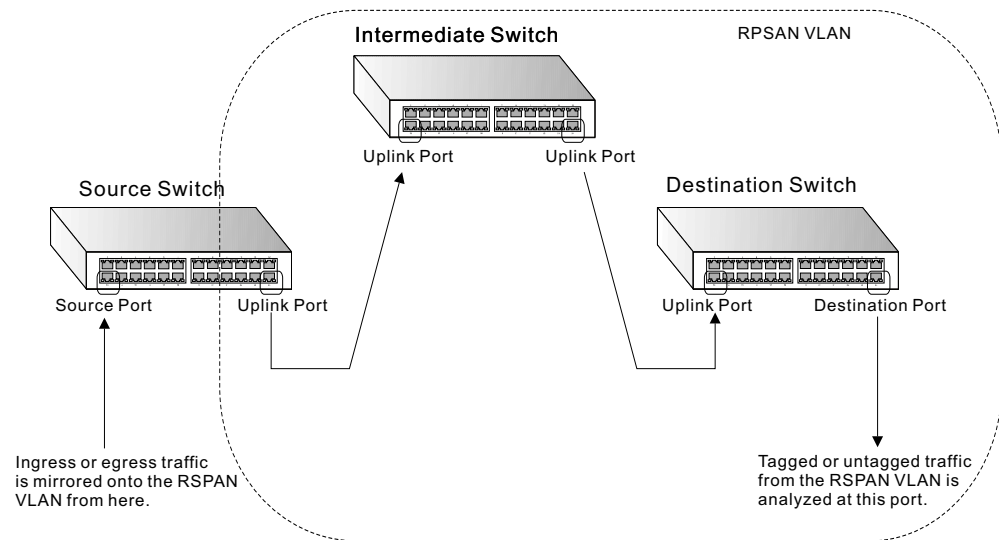 Intermediate Switch
RPSAN VLAN
Uplink Port
Uplink Port
Source Switch
Destination Switch
Source Port
Uplink Port
Uplink Port
Destination Port
Ingress or egress traffic
is mirrored onto the RSPAN
VLAN from here.
Tagged or untagged traffic
from the RSPAN VLAN is
analyzed at this port.